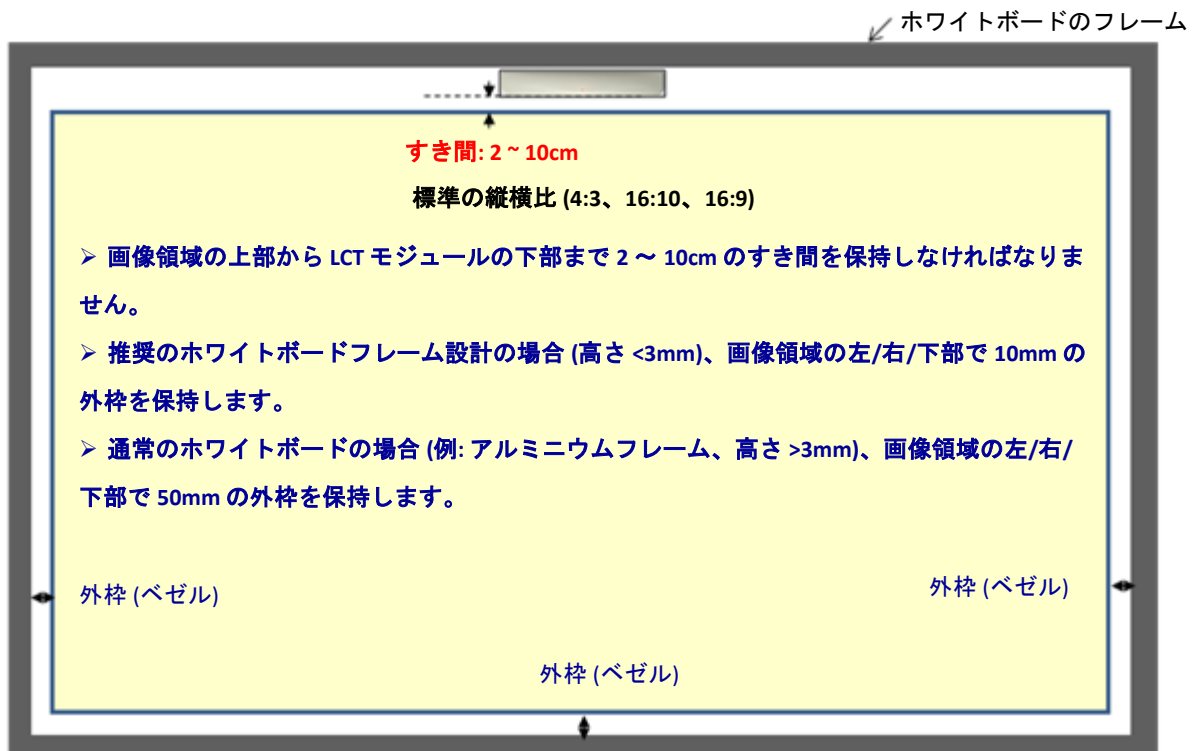 ホワイトボードのフレーム
すき間: 2 ~ 10cm
標準の縦横比 (4:3、16:10、16:9)
➢ 画像領域の上部から LCT モジュールの下部まで 2 ～ 10cm のすき間を保持しなければなりま
せん。
➢ 推奨のホワイトボードフレーム設計の場合 (高さ <3mm)、画像領域の左/右/下部で 10mm の
外枠を保持します。
➢ 通常のホワイトボードの場合 (例: アルミニウムフレーム、高さ >3mm)、画像領域の左/右/
下部で 50mm の外枠を保持します。
外枠 (ベゼル)
外枠 (ベゼル)
外枠 (ベゼル)